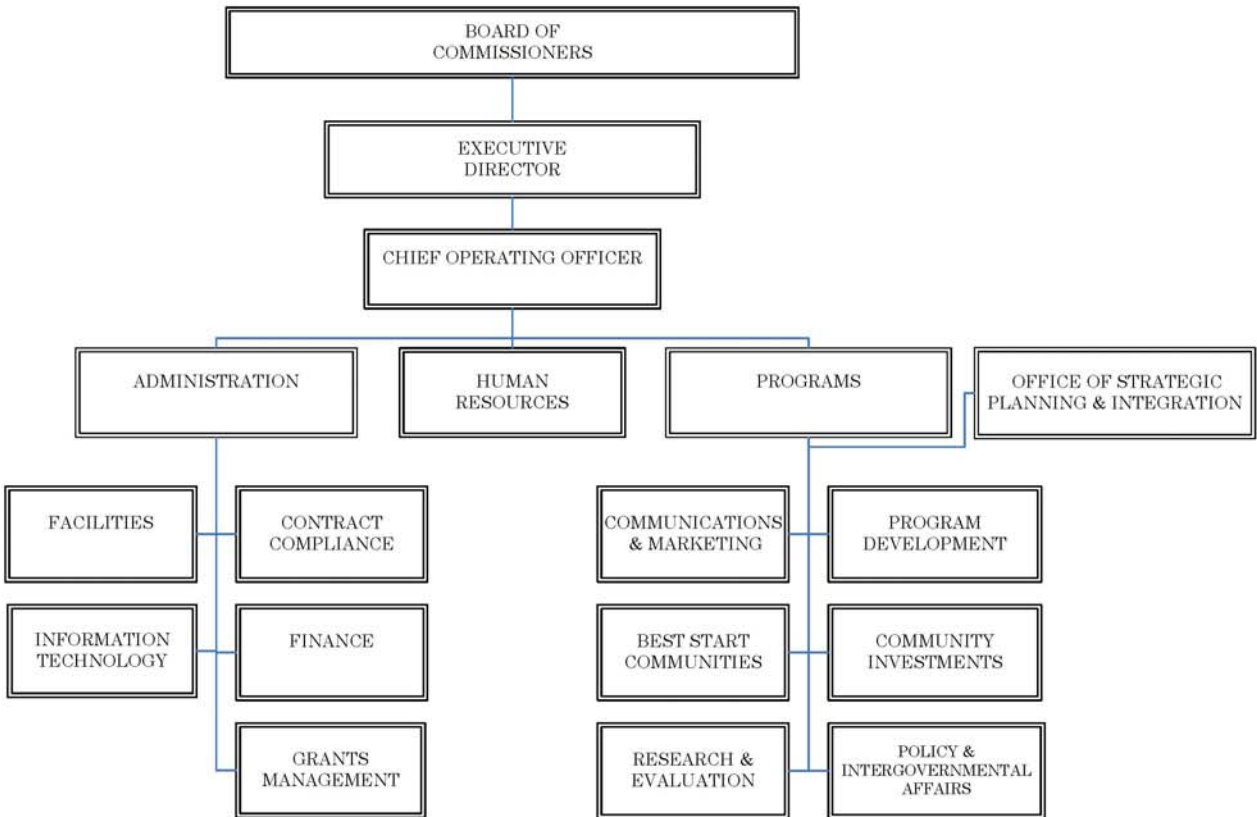 BOARD OF
COMMISSIONERS
EXECUTIVE
DIRECTOR
CHIEF OPERATING OFFICER
ADMINISTRATION
HUMAN
RESOURCES
PROGRAMS
OFFICE OF STRATEGIC
PLANNING & INTEGRATION
FACILITIES
CONTRACT
COMPLIANCE
COMMUNICATIONS
& MARKETING
PROGRAM
DEVELOPMENT
INFORMATION
TECHNOLOGY
FINANCE
BEST START
COMMUNITIES
COMMUNITY
INVESTMENTS
GRANTS
MANAGEMENT
RESEARCH &
EVALUATION
POLICY &
INTERGOVERNMENTAL
AFFAIRS